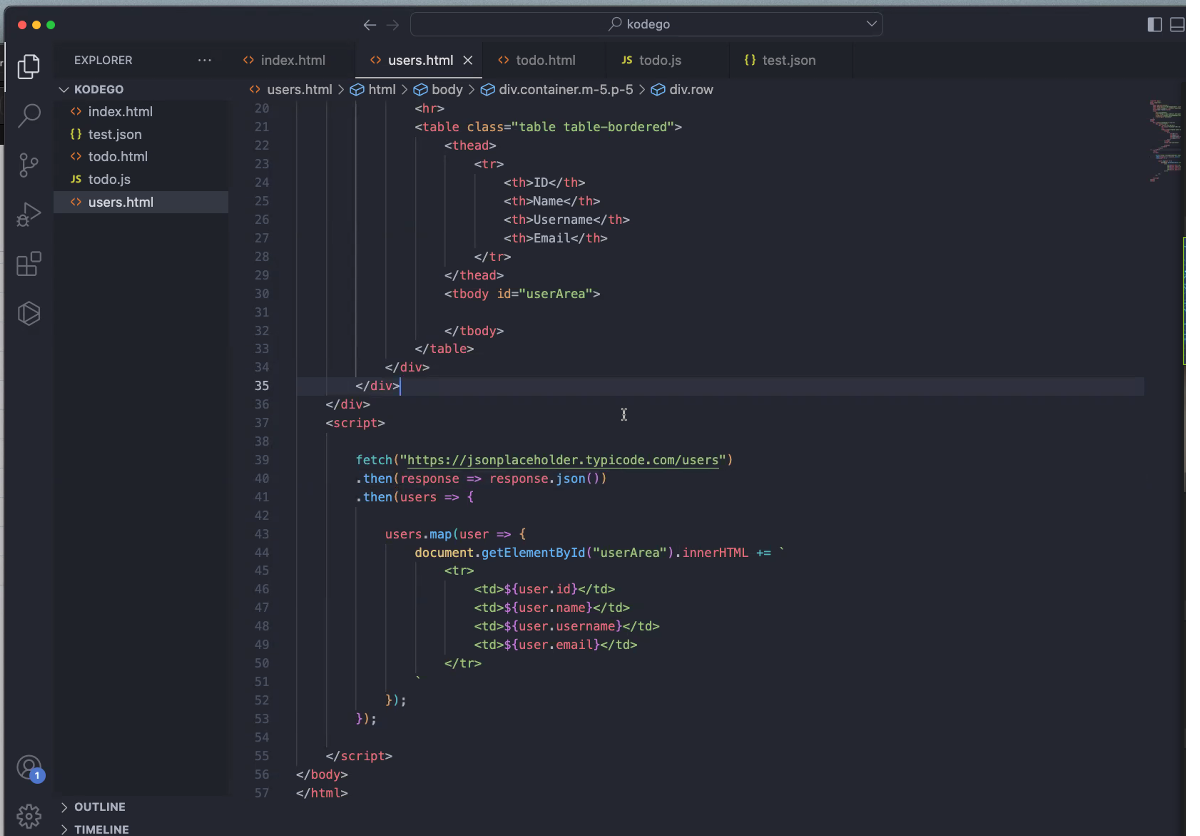 kodego
EXPLORER ···
<> index.html
<> users.html ×
<> todo.html
JS todo.js
{} test.json
KODEGO
<> index.html
{} test.json
<> todo.html
JS todo.js
<> users.html
<> users.html > html > body > div.container.m-5.p-5 > div.row
20 <hr>
21 <table class="table table-bordered">
22 <thead>
23 <tr>
24 <th>ID</th>
25 <th>Name</th>
26 <th>Username</th>
27 <th>Email</th>
28 </tr>
29 </thead>
30 <tbody id="userArea">
31
32 </tbody>
33 </table>
34 </div>
35 </div>
36 </div>
37 <script>
38
39 fetch("https://jsonplaceholder.typicode.com/users")
40 .then(response => response.json())
41 .then(users => {
42
43 users.map(user => {
44 document.getElementById("userArea").innerHTML += `
45 <tr>
46 <td>${user.id}</td>
47 <td>${user.name}</td>
48 <td>${user.username}</td>
49 <td>${user.email}</td>
50 </tr>
51 `
52 });
53 });
54
55 </script>
56 </body>
57 </html>
1
OUTLINE
TIMELINE